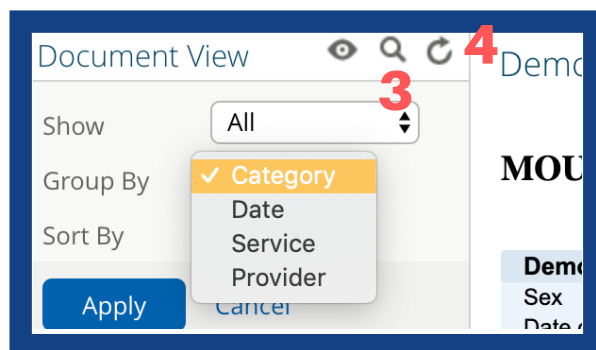 Document View
4
Demo
3
Show
All
MOU
Group By
Category
Date
Sort By
Service
Provider
Demo
Apply
Cancel
Sex
Date